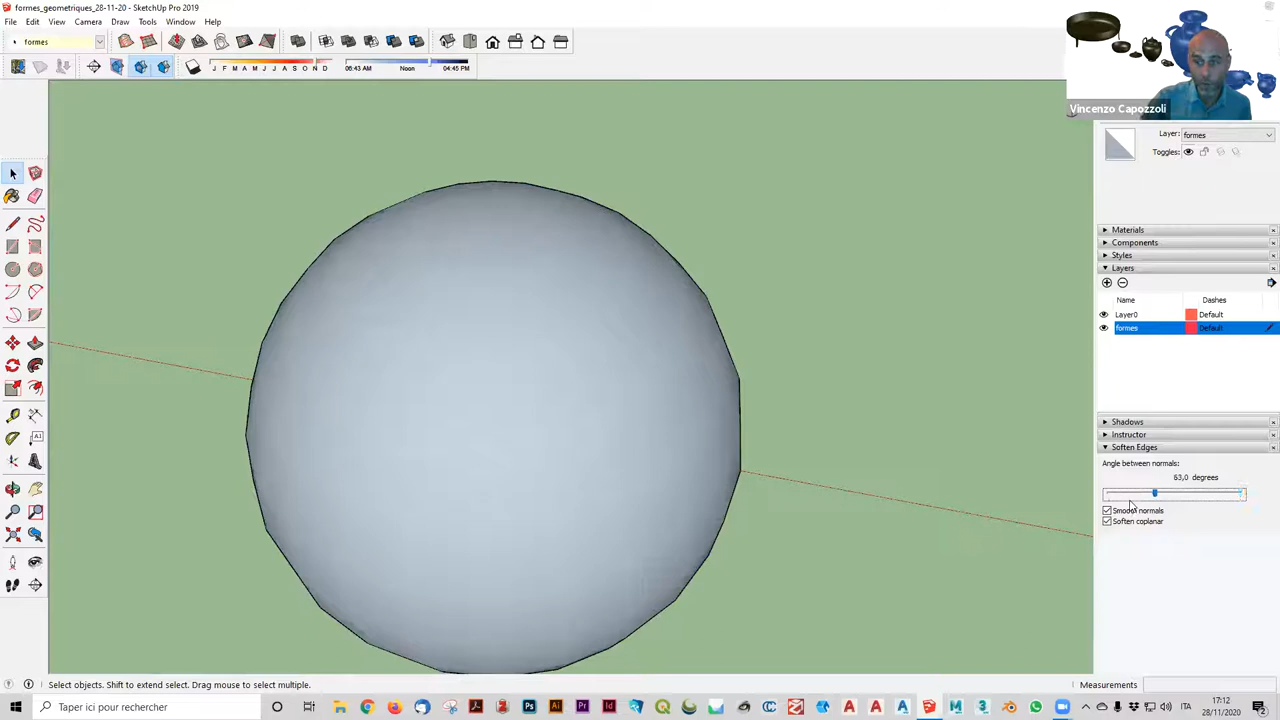 formes_geometriques_28-11-20 - SketchUp Pro 2019
File Edit View Camera Draw Tools Window Help
formes
J F M A M J J A S O N D 06:43 AM Noon 04:45 PM
Vincenzo Capozzoli
Layer: formes
Toggles:
Materials
Components
Styles
Layers
Name Dashes
Layer0 Default
formes Default
Shadows
Instructor
Soften Edges
Angle between normals:
63,0 degrees
Smooth normals
Soften coplanar
Select objects. Shift to extend select. Drag mouse to select multiple.
Measurements
Taper ici pour rechercher
ITA
17:12
28/11/2020